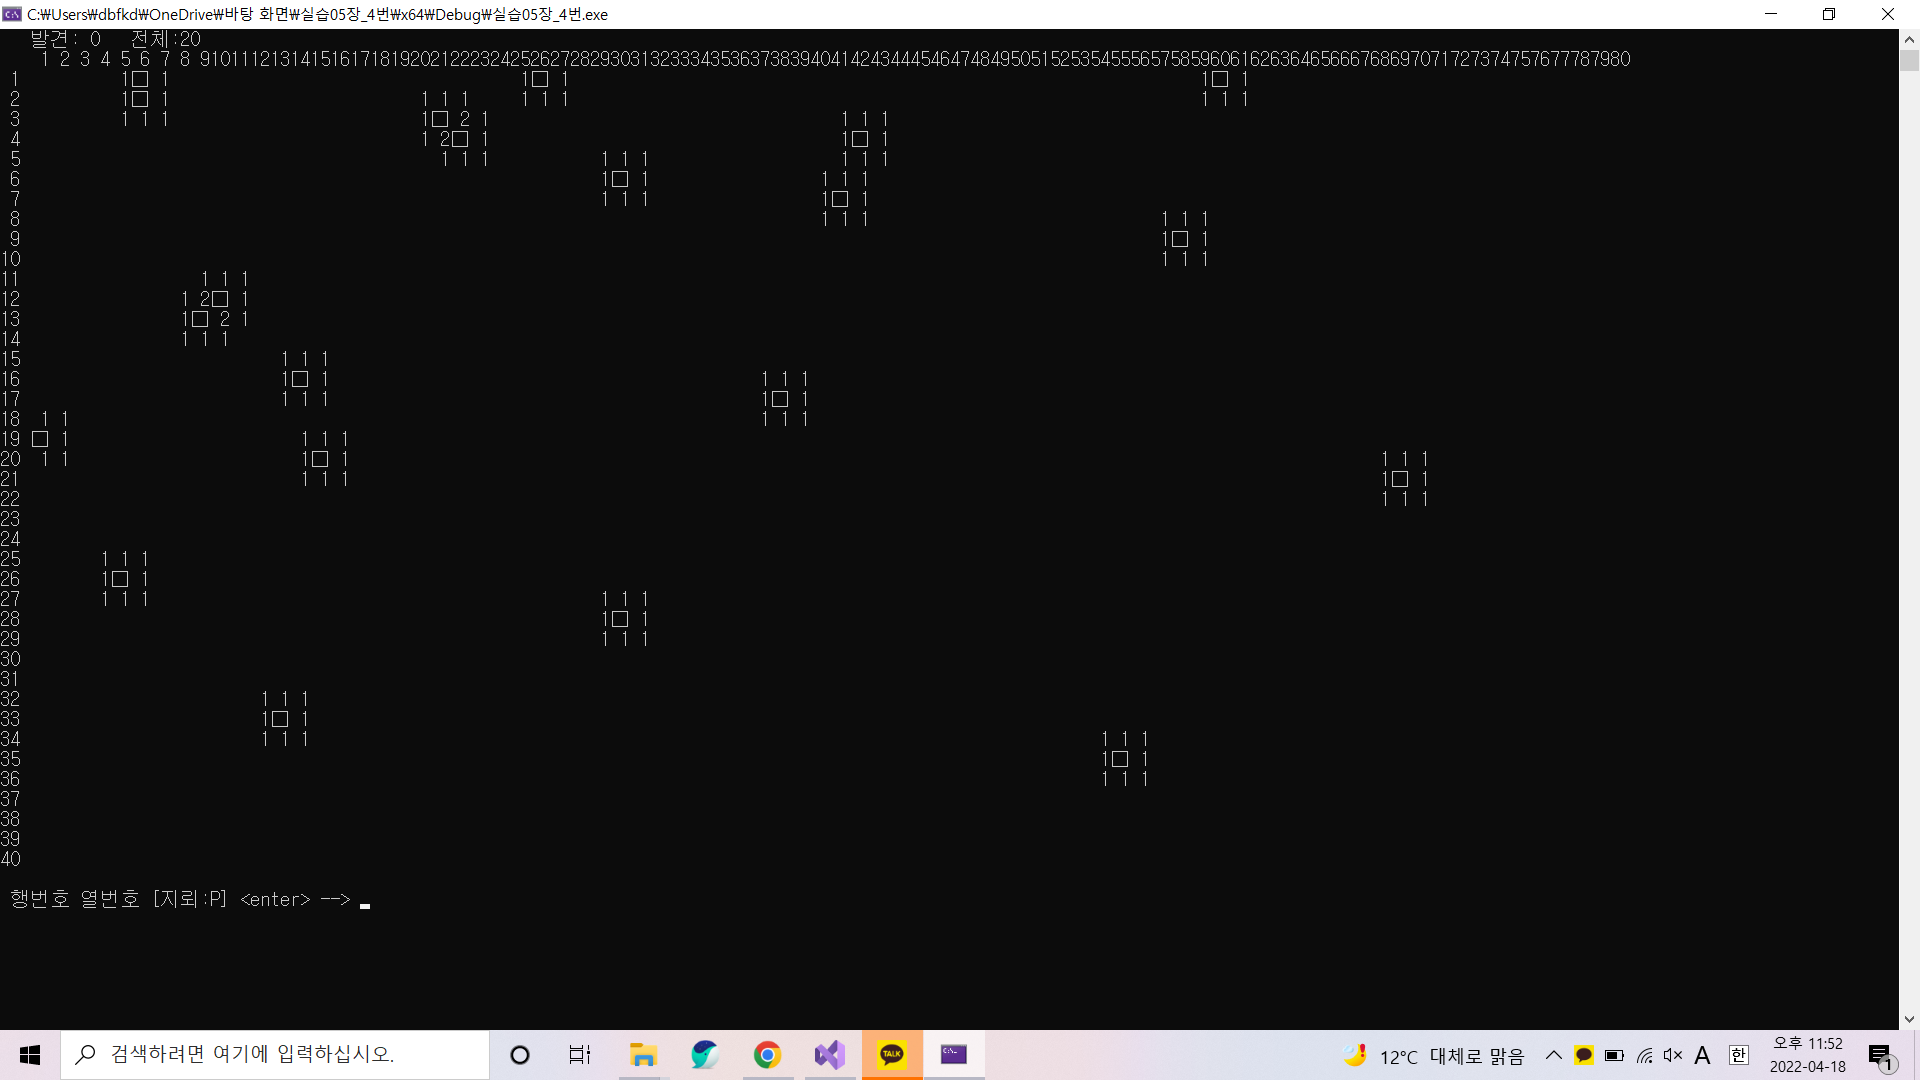 C:\Users\dbfkd\OneDrive\바탕 화면\실습05장_4번\x64\Debug\실습05장_4번.exe
발견: 0   전체:20
1 2 3 4 5 6 7 8 91011121314151617181920212223242526272829303132333435363738394041424344454647484950515253545556575859606162636465666768697071727374757677787980
1 1□ 1 1□ 1 1□ 1
2 1□ 1 1 1 1 1 1 1 1 1 1
3 1 1 1 1□ 2 1 1 1 1
4 1 2□ 1 1□ 1
5 1 1 1 1 1 1 1 1 1
6 1□ 1 1 1 1
7 1 1 1 1□ 1
8 1 1 1 1 1 1
9 1□ 1
10 1 1 1
11 1 1 1
12 1 2□ 1
13 1□ 2 1
14 1 1 1
15 1 1 1
16 1□ 1 1 1 1
17 1 1 1 1□ 1
18 1 1 1 1 1
19 □ 1 1 1 1
20 1 1 1□ 1 1 1 1
21 1 1 1 1□ 1
22 1 1 1
23
24
25 1 1 1
26 1□ 1
27 1 1 1 1 1 1
28 1□ 1
29 1 1 1
30
31
32 1 1 1
33 1□ 1
34 1 1 1 1 1 1
35 1□ 1
36 1 1 1
37
38
39
40
행번호 열번호 [지뢰:P] <enter> -->
검색하려면 여기에 입력하십시오.
TALK
C:\.
12°C 대체로 맑음
A
한
오후 11:52
2022-04-18
1